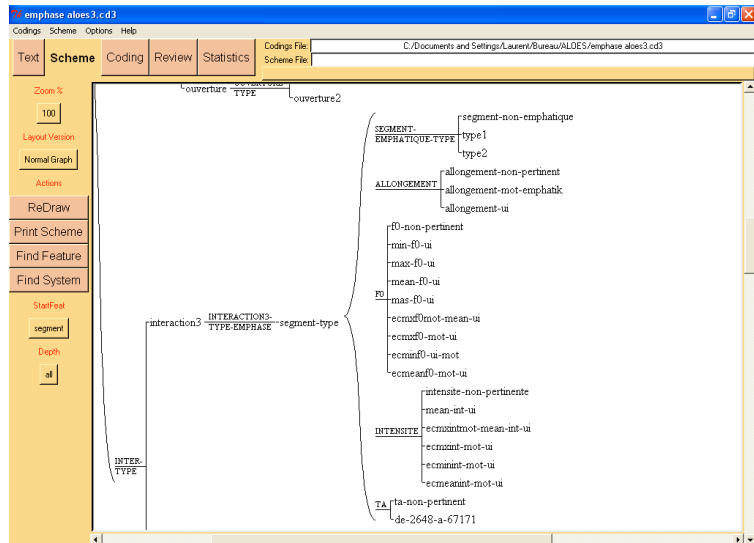 emphase aloes3.cd3
Codings Scheme Options Help
Text Scheme Coding Review Statistics
Codings File: C:/Documents and Settings/Laurent/Bureau/ALOES/emphase aloes3.cd3
Scheme File:
Zoom %
100
Layout Version
Normal Graph
Actions
ReDraw
Print Scheme
Find Feature
Find System
StartFeat
segment
Depth
all
ouverture
TYPE
ouverture2
SEGMENT-
EMPHATIQUE-TYPE
segment-non-emphatique
type1
type2
ALLONGEMENT
allongement-non-pertinent
allongement-mot-emphatik
allongement-ui
F0
f0-non-pertinent
min-f0-ui
max-f0-ui
mean-f0-ui
mas-f0-ui
ecmxf0mot-mean-ui
ecmxf0-mot-ui
ecminf0-ui-mot
ecmeanf0-mot-ui
interaction3
INTERACTION3-
TYPE-EMPHASE
segment-type
INTENSITE
intensite-non-pertinente
mean-int-ui
ecmxintmot-mean-int-ui
ecmxint-mot-ui
ecminint-mot-ui
ecmeanint-mot-ui
INTER-
TYPE
TA
ta-non-pertinent
de-2648-a-67171